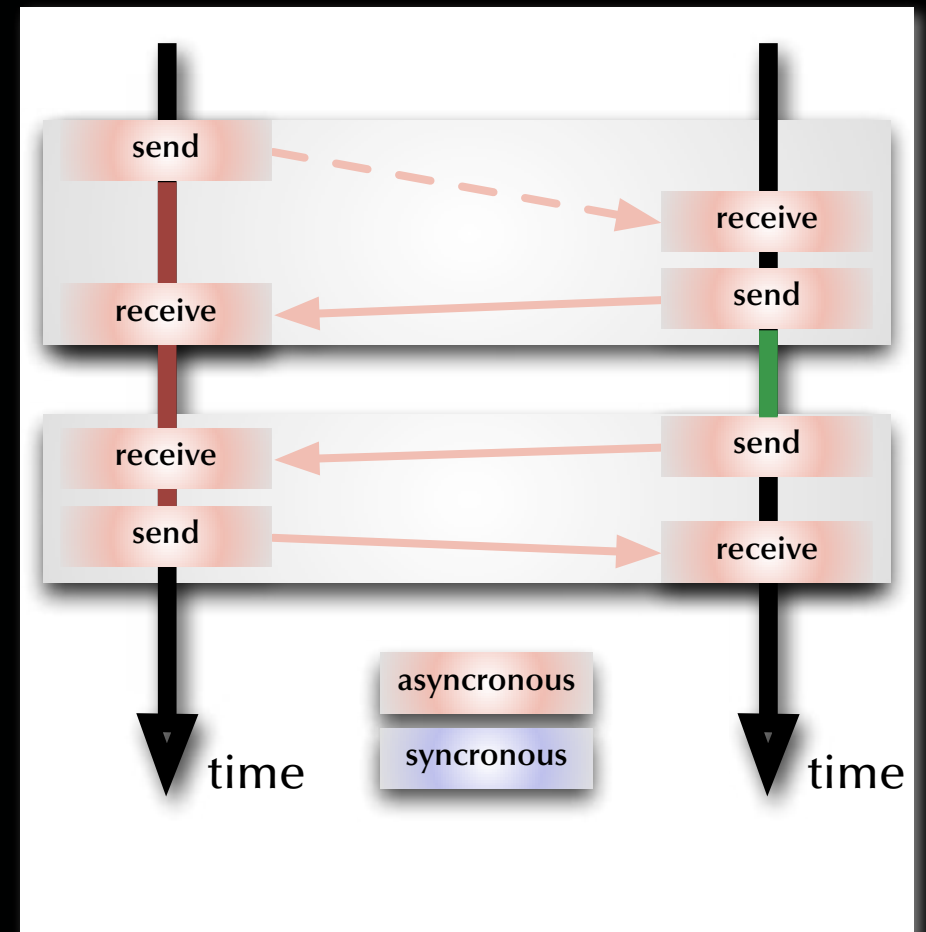 send
receive
send
receive
send
receive
send
receive
asyncronous
syncronous
time
time